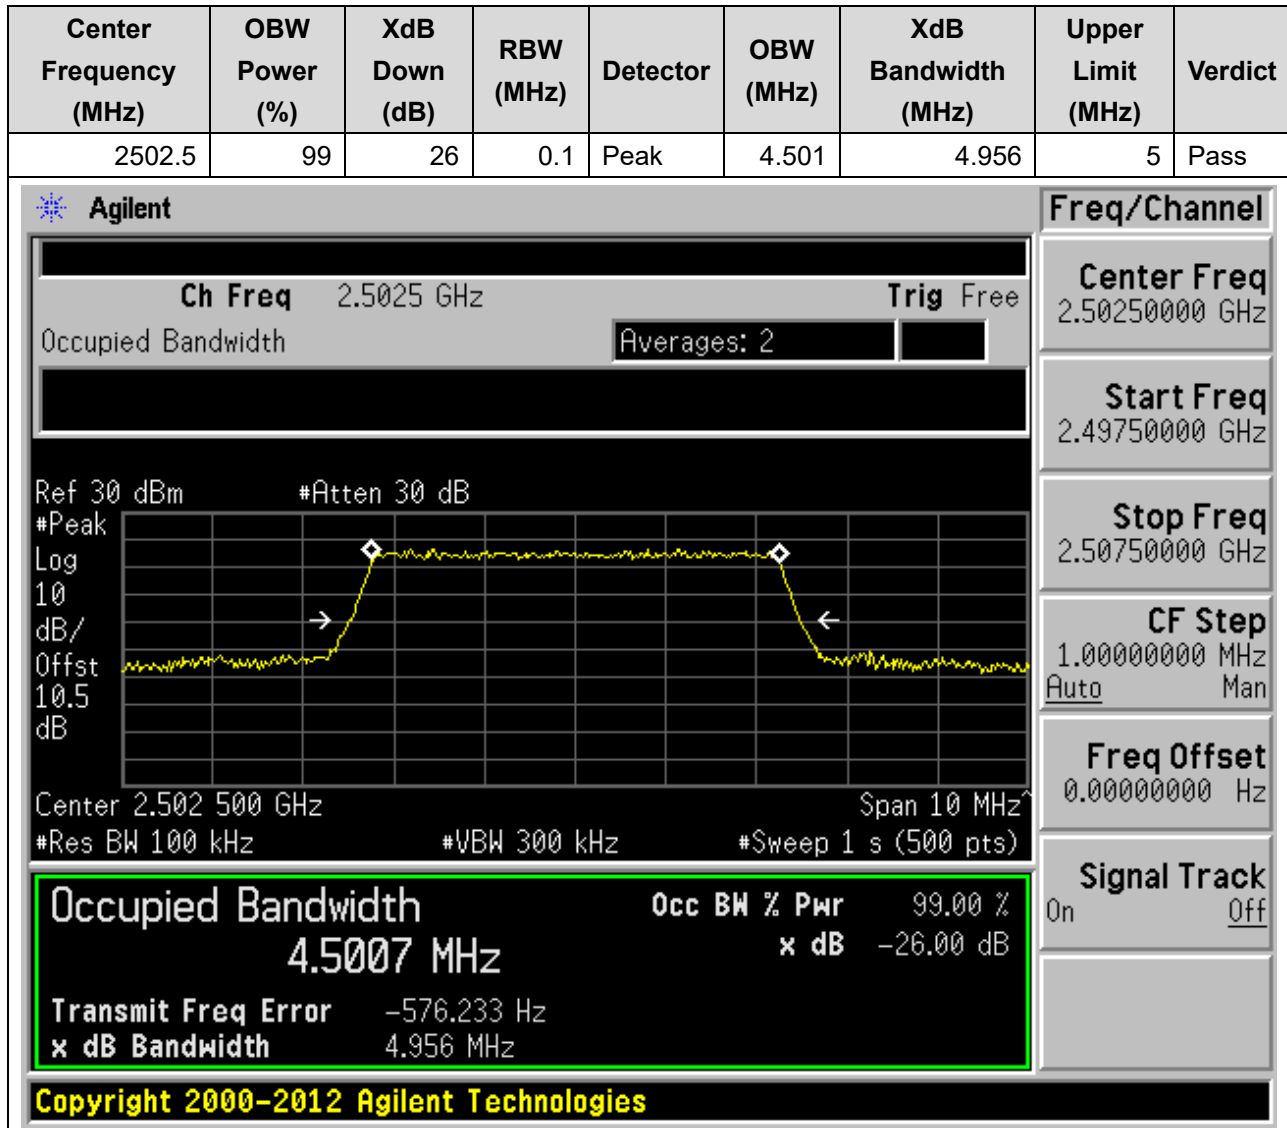 Center Frequency (MHz) OBW Power (%) XdB Down (dB) RBW (MHz) Detector OBW (MHz) XdB Bandwidth (MHz) Upper Limit (MHz) Verdict
2502.5 99 26 0.1 Peak 4.501 4.956 5 Pass
Agilent
Ch Freq 2.5025 GHz Trig Free
Occupied Bandwidth Averages: 2
Ref 30 dBm #Atten 30 dB
#Peak
Log
10
dB/
Offst
10.5
dB
Center 2.502 500 GHz Span 10 MHz^
#Res BW 100 kHz #VBW 300 kHz #Sweep 1 s (500 pts)
Occupied Bandwidth Occ BW % Pwr 99.00 %
4.5007 MHz x dB -26.00 dB
Transmit Freq Error -576.233 Hz
x dB Bandwidth 4.956 MHz
Copyright 2000-2012 Agilent Technologies
Freq/Channel
Center Freq
2.50250000 GHz
Start Freq
2.49750000 GHz
Stop Freq
2.50750000 GHz
CF Step
1.00000000 MHz
Auto Man
Freq Offset
0.00000000 Hz
Signal Track
On Off